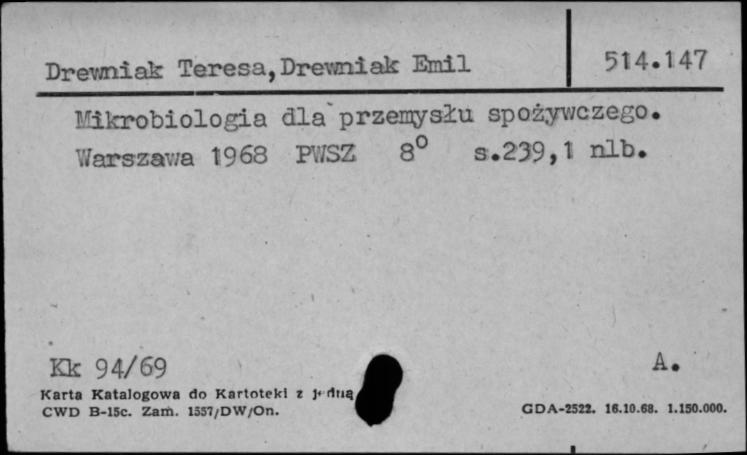 Drewniak Teresa, Drewniak Emil 514.147
Mikrobiologia dla przemysłu spożywczego.
Warszawa 1968 PWSZ 8° s.239,1 nlb.
Kk 94/69 A.
Karta Katalogowa do Kartoteki z jedną
CWD B-15c. Zam. 1557/DW/On. GDA-2522. 16.10.68. 1.150.000.